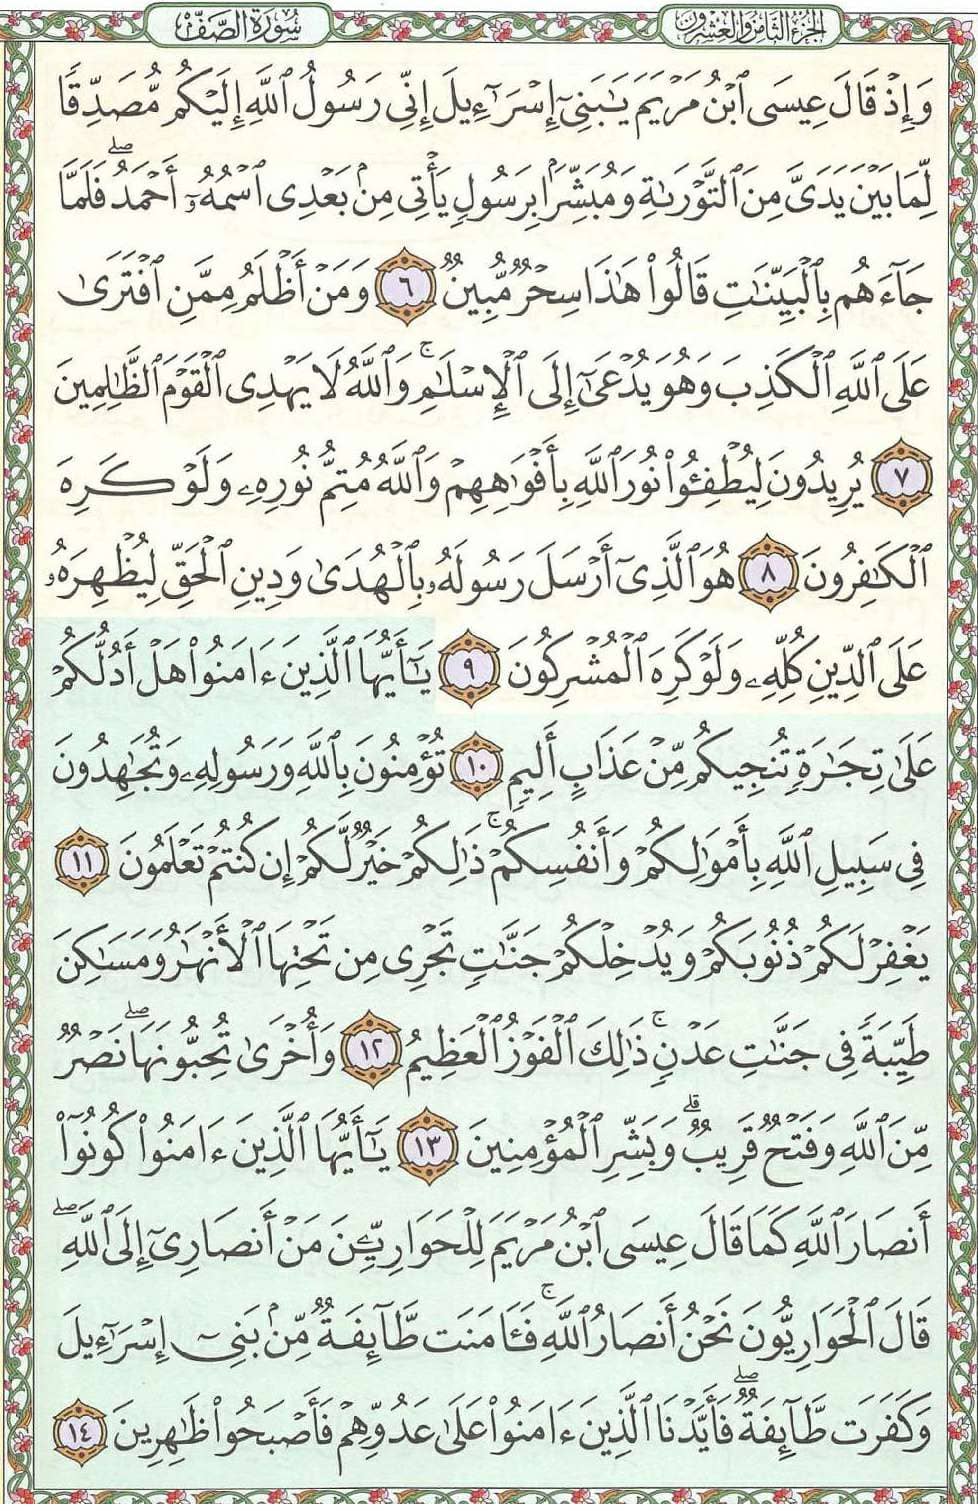 سُورَةُ الصَّفِّ
الجزء الثامن والعشرون
وَإِذْ قَالَ عِيسَى ٱبْنُ مَرْيَمَ يَـٰبَنِىٓ إِسْرَٰٓءِيلَ إِنِّى رَسُولُ ٱللَّهِ إِلَيْكُم مُّصَدِّقًا
لِّمَا بَيْنَ يَدَىَّ مِنَ ٱلتَّوْرَىٰةِ وَمُبَشِّرًۢا بِرَسُولٍ يَأْتِى مِنۢ بَعْدِى ٱسْمُهُۥٓ أَحْمَدُ ۖ فَلَمَّا
جَآءَهُم بِٱلْبَيِّنَـٰتِ قَالُوا۟ هَـٰذَا سِحْرٌ مُّبِينٌ ٦ وَمَنْ أَظْلَمُ مِمَّنِ ٱفْتَرَىٰ
عَلَى ٱللَّهِ ٱلْكَذِبَ وَهُوَ يُدْعَىٰٓ إِلَى ٱلْإِسْلَـٰمِ ۚ وَٱللَّهُ لَا يَهْدِى ٱلْقَوْمَ ٱلظَّـٰلِمِينَ
٧ يُرِيدُونَ لِيُطْفِـُٔوا۟ نُورَ ٱللَّهِ بِأَفْوَٰهِهِمْ وَٱللَّهُ مُتِمُّ نُورِهِۦ وَلَوْ كَرِهَ
ٱلْكَـٰفِرُونَ ٨ هُوَ ٱلَّذِىٓ أَرْسَلَ رَسُولَهُۥ بِٱلْهُدَىٰ وَدِينِ ٱلْحَقِّ لِيُظْهِرَهُۥ
عَلَى ٱلدِّينِ كُلِّهِۦ وَلَوْ كَرِهَ ٱلْمُشْرِكُونَ ٩ يَـٰٓأَيُّهَا ٱلَّذِينَ ءَامَنُوا۟ هَلْ أَدُلُّكُمْ
عَلَىٰ تِجَـٰرَةٍ تُنجِيكُم مِّنْ عَذَابٍ أَلِيمٍ ١٠ تُؤْمِنُونَ بِٱللَّهِ وَرَسُولِهِۦ وَتُجَـٰهِدُونَ
فِى سَبِيلِ ٱللَّهِ بِأَمْوَٰلِكُمْ وَأَنفُسِكُمْ ۚ ذَٰلِكُمْ خَيْرٌ لَّكُمْ إِن كُنتُمْ تَعْلَمُونَ ١١
يَغْفِرْ لَكُمْ ذُنُوبَكُمْ وَيُدْخِلْكُمْ جَنَّـٰتٍ تَجْرِى مِن تَحْتِهَا ٱلْأَنْهَـٰرُ وَمَسَـٰكِنَ
طَيِّبَةً فِى جَنَّـٰتِ عَدْنٍ ۚ ذَٰلِكَ ٱلْفَوْزُ ٱلْعَظِيمُ ١٢ وَأُخْرَىٰ تُحِبُّونَهَا ۖ نَصْرٌ
مِّنَ ٱللَّهِ وَفَتْحٌ قَرِيبٌ ۗ وَبَشِّرِ ٱلْمُؤْمِنِينَ ١٣ يَـٰٓأَيُّهَا ٱلَّذِينَ ءَامَنُوا۟ كُونُوٓا۟
أَنصَارَ ٱللَّهِ كَمَا قَالَ عِيسَى ٱبْنُ مَرْيَمَ لِلْحَوَارِيِّـۧنَ مَنْ أَنصَارِىٓ إِلَى ٱللَّهِ ۖ
قَالَ ٱلْحَوَارِيُّونَ نَحْنُ أَنصَارُ ٱللَّهِ ۚ فَـَٔامَنَت طَّآئِفَةٌ مِّنۢ بَنِىٓ إِسْرَٰٓءِيلَ
وَكَفَرَت طَّآئِفَةٌ ۖ فَأَيَّدْنَا ٱلَّذِينَ ءَامَنُوا۟ عَلَىٰ عَدُوِّهِمْ فَأَصْبَحُوا۟ ظَـٰهِرِينَ ١٤